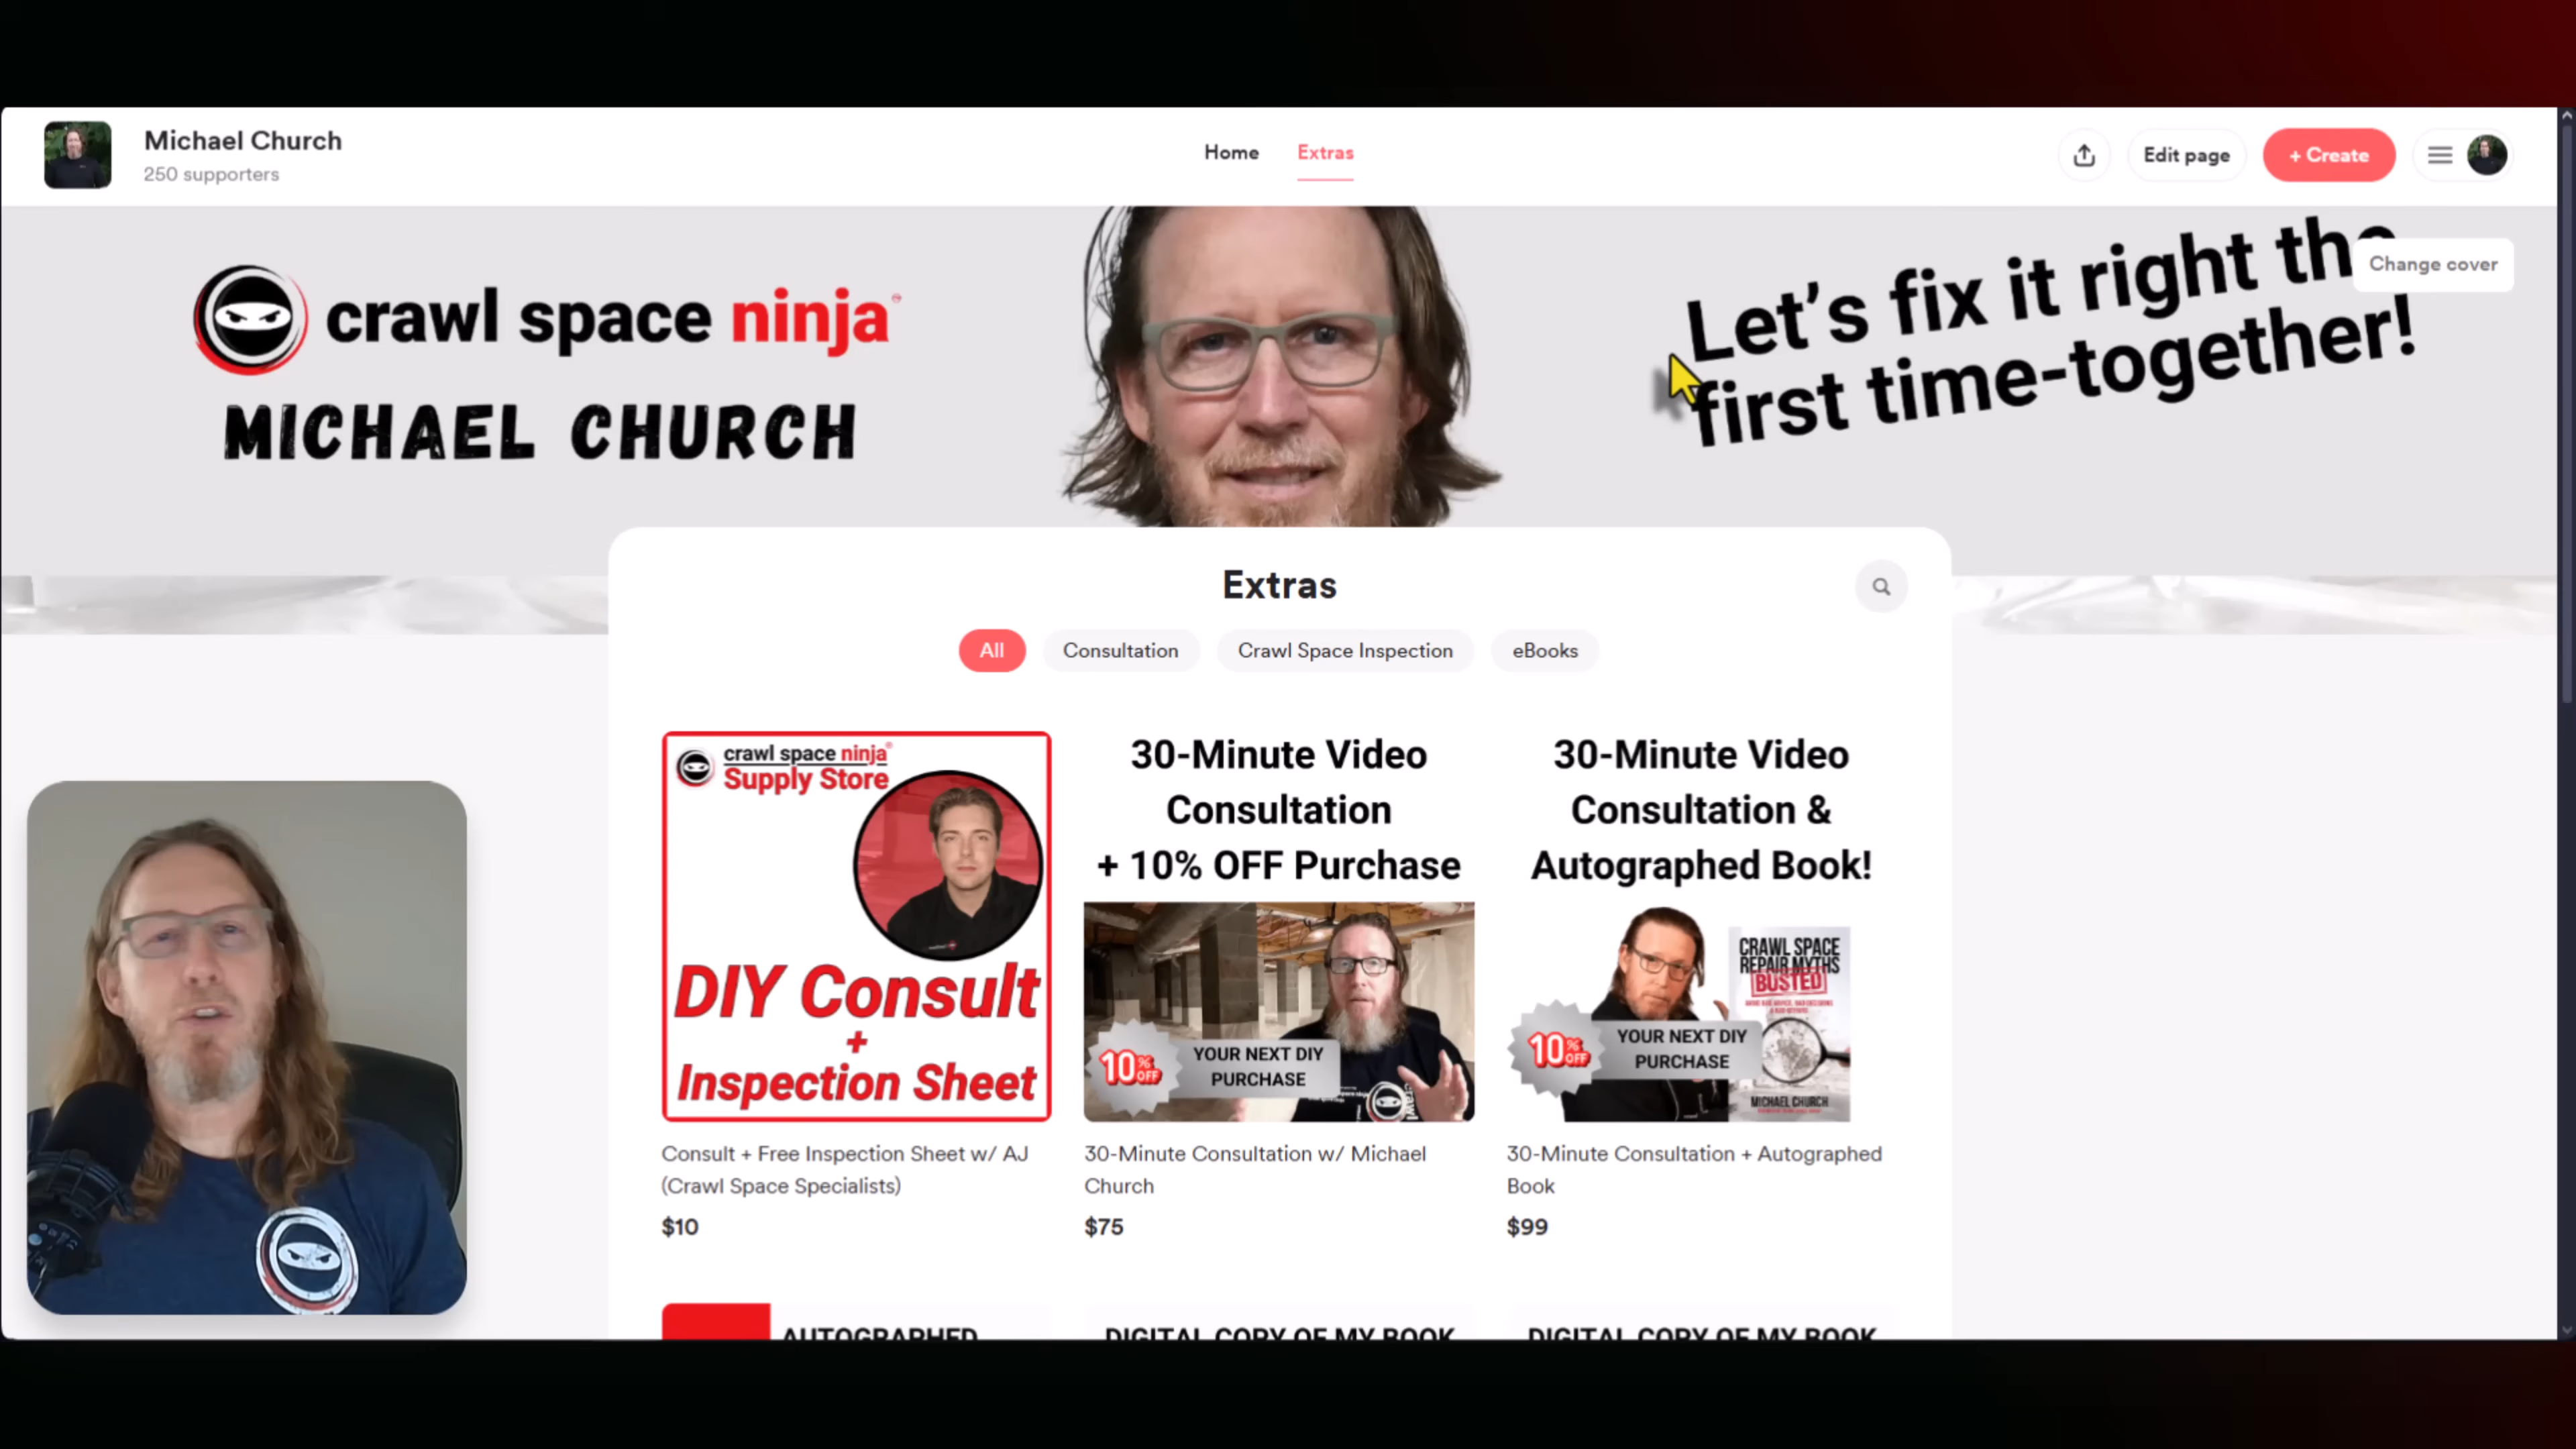 Michael Church
250 supporters
Home
Extras
Edit page
+ Create
crawl space ninja
MICHAEL CHURCH
Let's fix it right the
first time-together!
Change cover
Extras
All
Consultation
Crawl Space Inspection
eBooks
crawl space ninja
Supply Store
DIY Consult
+
Inspection Sheet
Consult + Free Inspection Sheet w/ AJ
(Crawl Space Specialists)
$10
30-Minute Video
Consultation
+ 10% OFF Purchase
10% OFF
YOUR NEXT DIY
PURCHASE
30-Minute Consultation w/ Michael
Church
$75
30-Minute Video
Consultation &
Autographed Book!
CRAWL SPACE
REPAIR MYTHS
BUSTED
10% OFF
YOUR NEXT DIY
PURCHASE
MICHAEL CHURCH
30-Minute Consultation + Autographed
Book
$99
AUTOGRAPHED
DIGITAL COPY OF MY BOOK
DIGITAL COPY OF MY BOOK